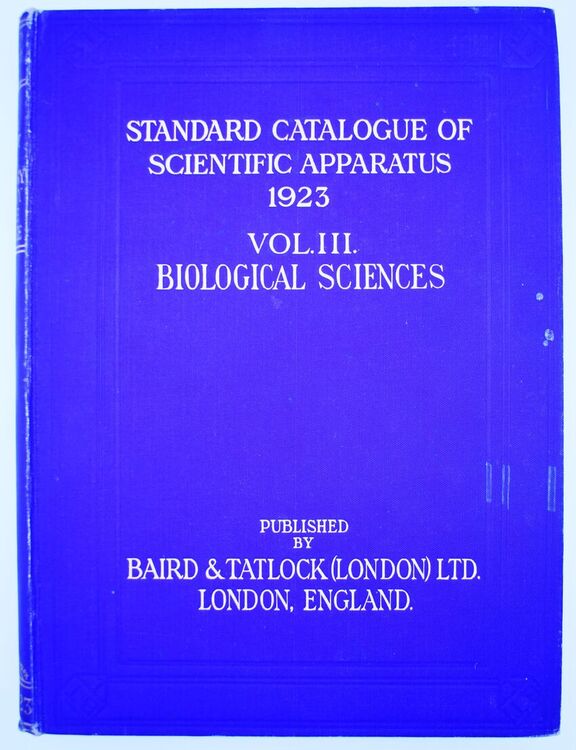 STANDARD CATALOGUE OF
SCIENTIFIC APPARATUS
1923
VOL.III.
BIOLOGICAL SCIENCES
PUBLISHED
BY
BAIRD & TATLOCK (LONDON) LTD.
LONDON, ENGLAND.